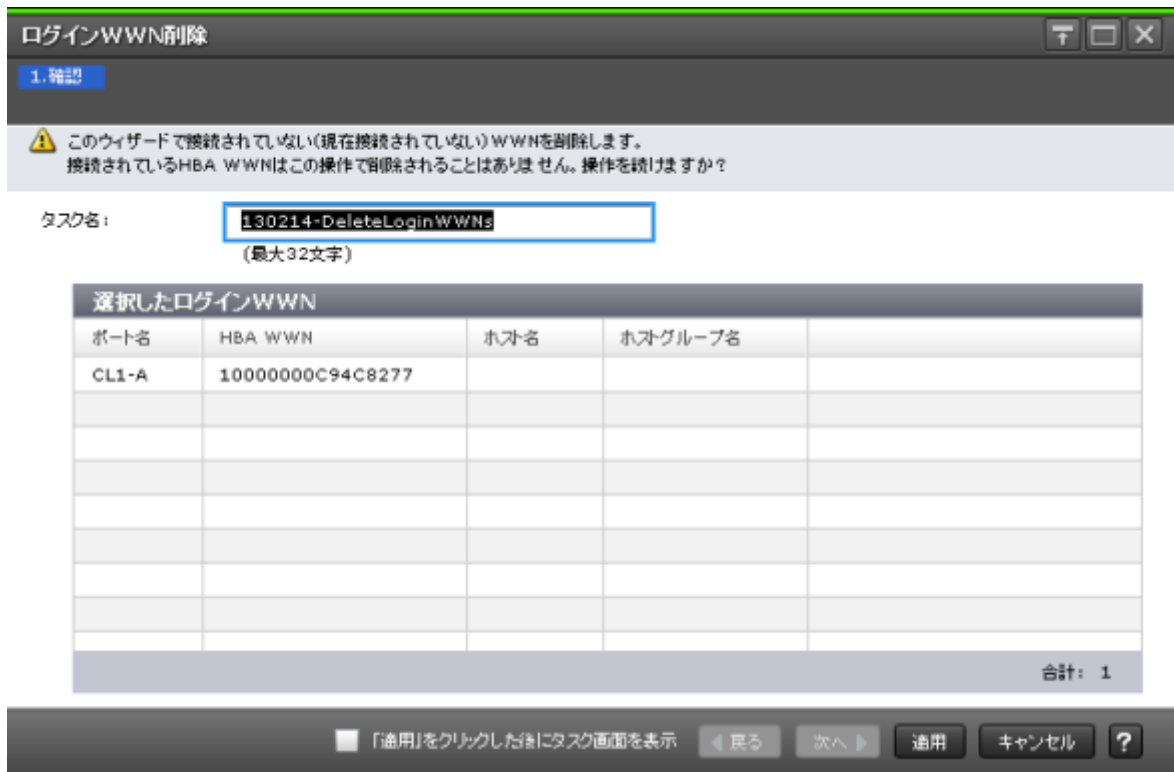 ログインWWN削除
1.確認
このウィザードで接続されていない(現在接続されていない)WWNを削除します。
接続されているHBA WWNはこの操作で削除されることはありません。操作を続けますか?
タスク名: 130214-DeleteLoginWWNs
(最大32文字)
選択したログインWWN
ポート名 HBA WWN ホスト名 ホストグループ名
CL1-A 10000000C94C8277
合計: 1
「適用」をクリックした後にタスク画面を表示 戻る 次へ 適用 キャンセル ?